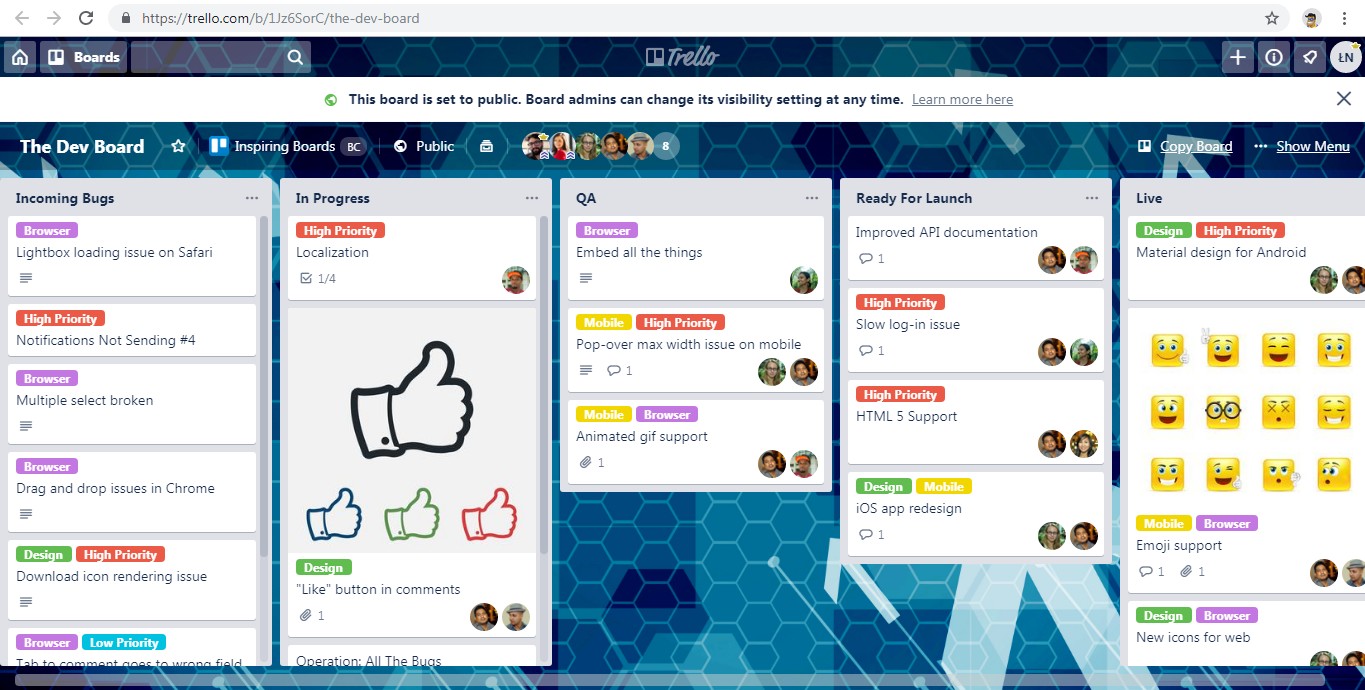 https://trello.com/b/1Jz6SorC/the-dev-board
Boards
Trello
ŁN
This board is set to public. Board admins can change its visibility setting at any time. Learn more here
The Dev Board
Inspiring Boards BC
Public
8
Copy Board
Show Menu
Incoming Bugs
Browser
Lightbox loading issue on Safari
High Priority
Notifications Not Sending #4
Browser
Multiple select broken
Browser
Drag and drop issues in Chrome
Design High Priority
Download icon rendering issue
Browser Low Priority
Tab to comment goes to wrong field
In Progress
High Priority
Localization
1/4
Design
"Like" button in comments
1
Operation: All The Bugs
QA
Browser
Embed all the things
Mobile High Priority
Pop-over max width issue on mobile
1
Mobile Browser
Animated gif support
1
Ready For Launch
Improved API documentation
1
High Priority
Slow log-in issue
1
High Priority
HTML 5 Support
Design Mobile
iOS app redesign
1
Live
Design High Priority
Material design for Android
Mobile Browser
Emoji support
1 1
Design Browser
New icons for web